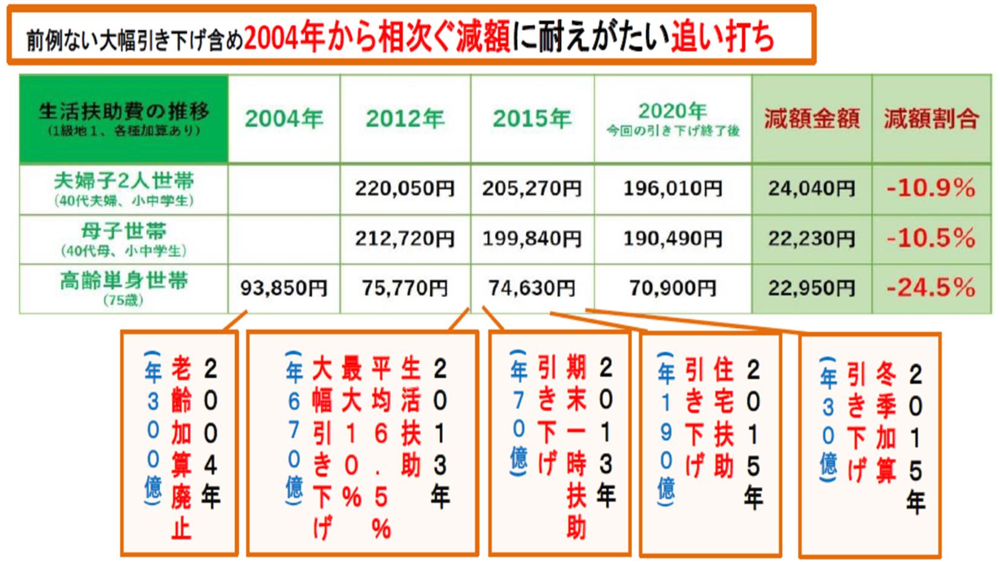 前例ない大幅引き下げ含め2004年から相次ぐ減額に耐えがたい追い打ち
生活扶助費の推移
(1級地1、各種加算あり)
2004年
2012年
2015年
2020年
今回の引き下げ終了後
減額金額
減額割合
夫婦子2人世帯
(40代夫婦、小中学生)
220,050円
205,270円
196,010円
24,040円
-10.9%
母子世帯
(40代母、小中学生)
212,720円
199,840円
190,490円
22,230円
-10.5%
高齢単身世帯
(75歳)
93,850円
75,770円
74,630円
70,900円
22,950円
-24.5%
2004年
老齢加算廃止
(年300億)
2013年
生活扶助
平均6.5%
最大10%
大幅引き下げ
(年670億)
2013年
期末一時扶助
引き下げ
(年70億)
2015年
住宅扶助
引き下げ
(年190億)
2015年
冬季加算
引き下げ
(年30億)